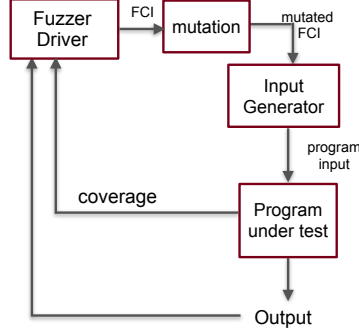 Fuzzer
Driver
FCI
mutation
mutated
FCI
Input
Generator
program
input
coverage
Program
under test
Output